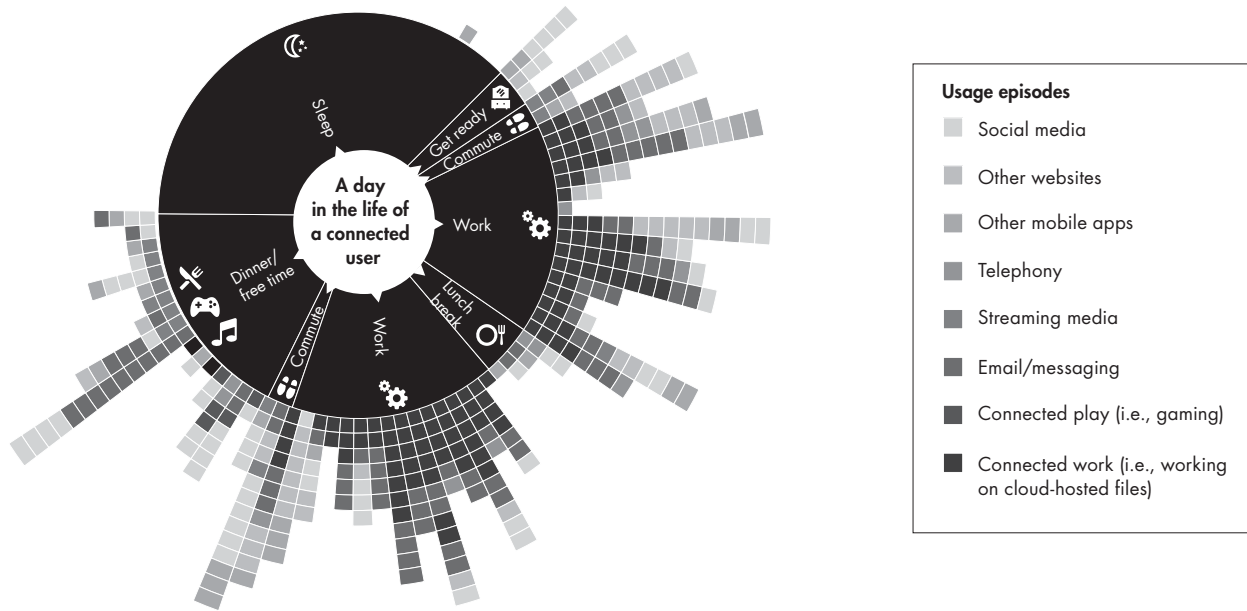 Sleep
Get ready
Commute
A day
in the life of
a connected
user
Work
Lunch
break
Work
Commute
Dinner/
free time
Usage episodes
Social media
Other websites
Other mobile apps
Telephony
Streaming media
Email/messaging
Connected play (i.e., gaming)
Connected work (i.e., working
on cloud-hosted files)